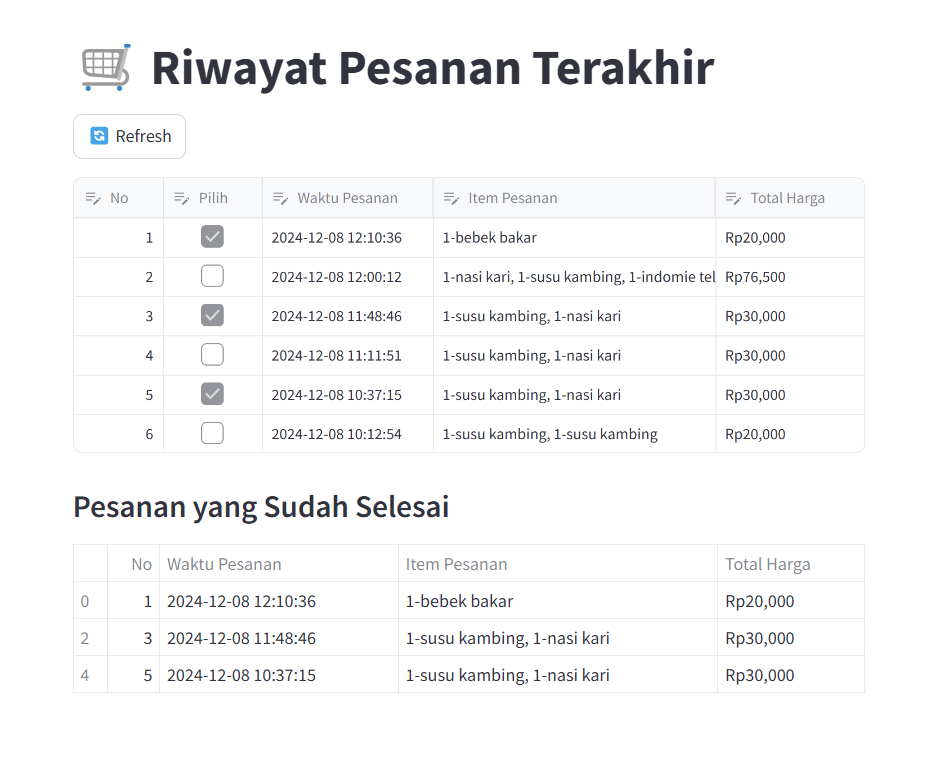 Riwayat Pesanan Terakhir
Refresh
No Pilih Waktu Pesanan Item Pesanan Total Harga
1 2024-12-08 12:10:36 1-bebek bakar Rp20,000
2 2024-12-08 12:00:12 1-nasi kari, 1-susu kambing, 1-indomie tel Rp76,500
3 2024-12-08 11:48:46 1-susu kambing, 1-nasi kari Rp30,000
4 2024-12-08 11:11:51 1-susu kambing, 1-nasi kari Rp30,000
5 2024-12-08 10:37:15 1-susu kambing, 1-nasi kari Rp30,000
6 2024-12-08 10:12:54 1-susu kambing, 1-susu kambing Rp20,000
Pesanan yang Sudah Selesai
No Waktu Pesanan Item Pesanan Total Harga
0 1 2024-12-08 12:10:36 1-bebek bakar Rp20,000
2 3 2024-12-08 11:48:46 1-susu kambing, 1-nasi kari Rp30,000
4 5 2024-12-08 10:37:15 1-susu kambing, 1-nasi kari Rp30,000